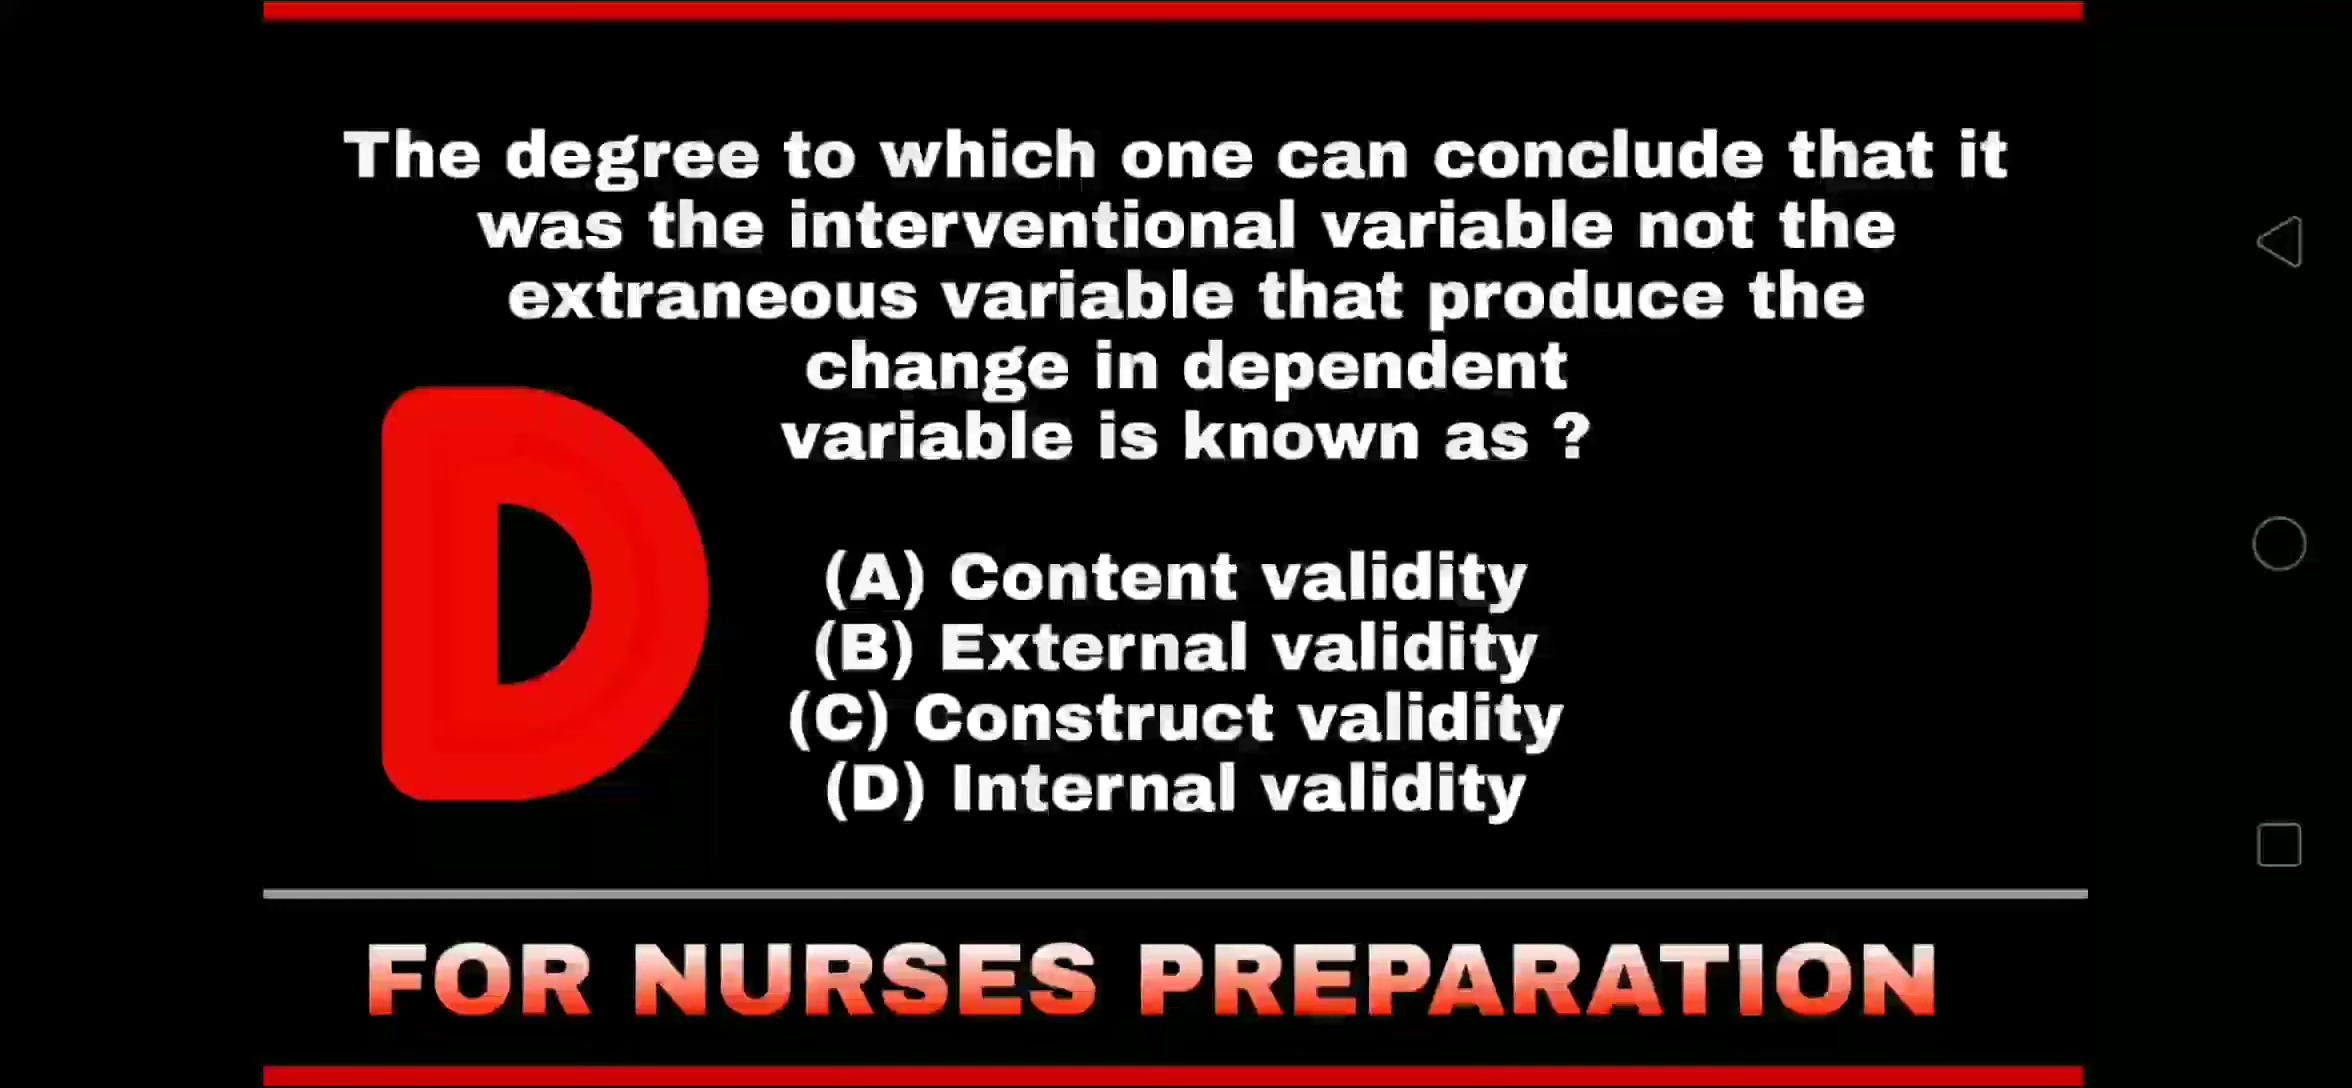 The degree to which one can conclude that it
was the interventional variable not the
extraneous variable that produce the
change in dependent
variable is known as ?
D
(A) Content validity
(B) External validity
(C) Construct validity
(D) Internal validity
FOR NURSES PREPARATION